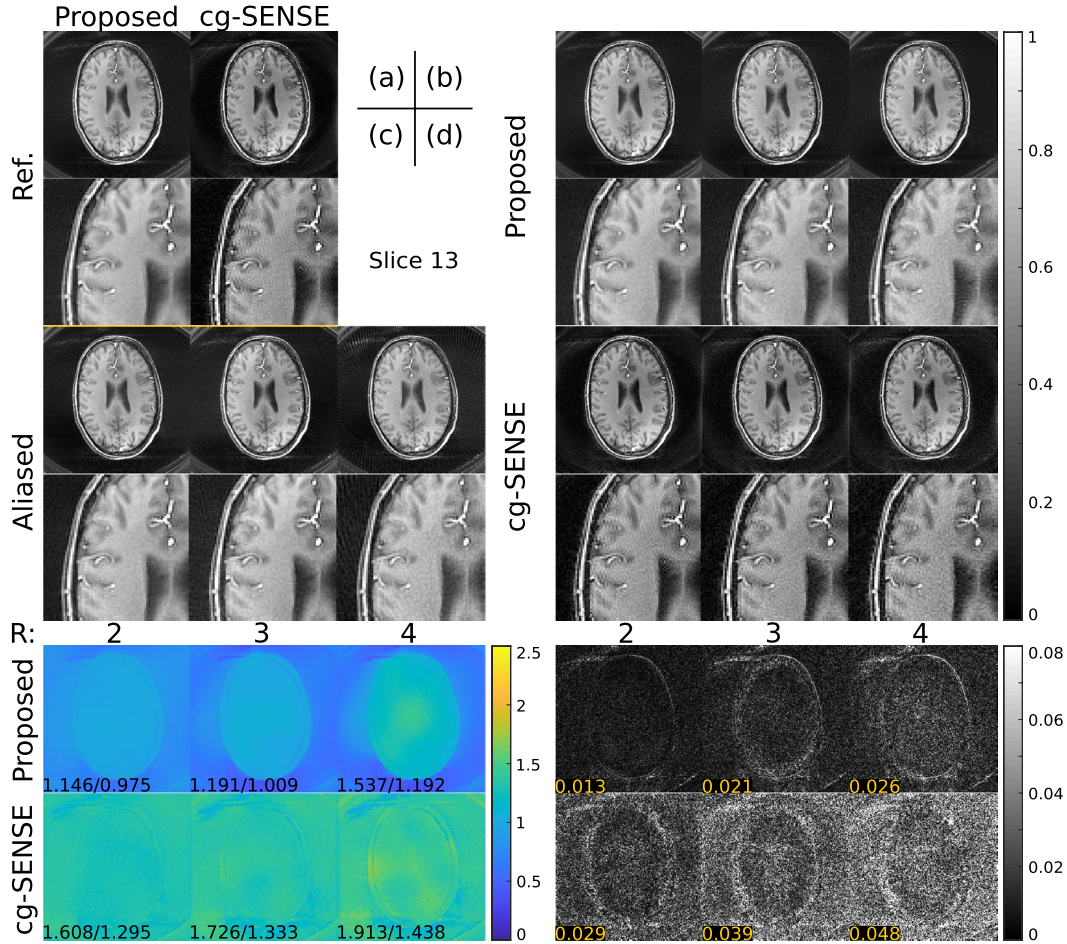 Proposed cg-SENSE
(a) (b)
(c) (d)
Ref.
Slice 13
Aliased
Proposed
cg-SENSE
1
0.8
0.6
0.4
0.2
0
R: 2 3 4
2 3 4
Proposed
1.146/0.975 1.191/1.009 1.537/1.192
cg-SENSE
1.608/1.295 1.726/1.333 1.913/1.438
2.5
2
1.5
1
0.5
0
0.013 0.021 0.026
0.029 0.039 0.048
0.08
0.06
0.04
0.02
0